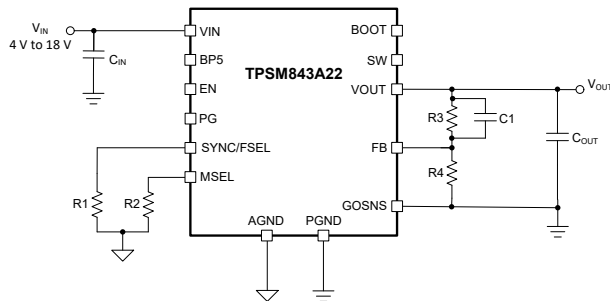 VIN
4 V to 18 V
CIN
VIN
BP5
EN
PG
SYNC/FSEL
MSEL
R1
R2
TPSM843A22
BOOT
SW
VOUT
FB
GOSNS
AGND
PGND
R3
C1
R4
VOUT
COUT